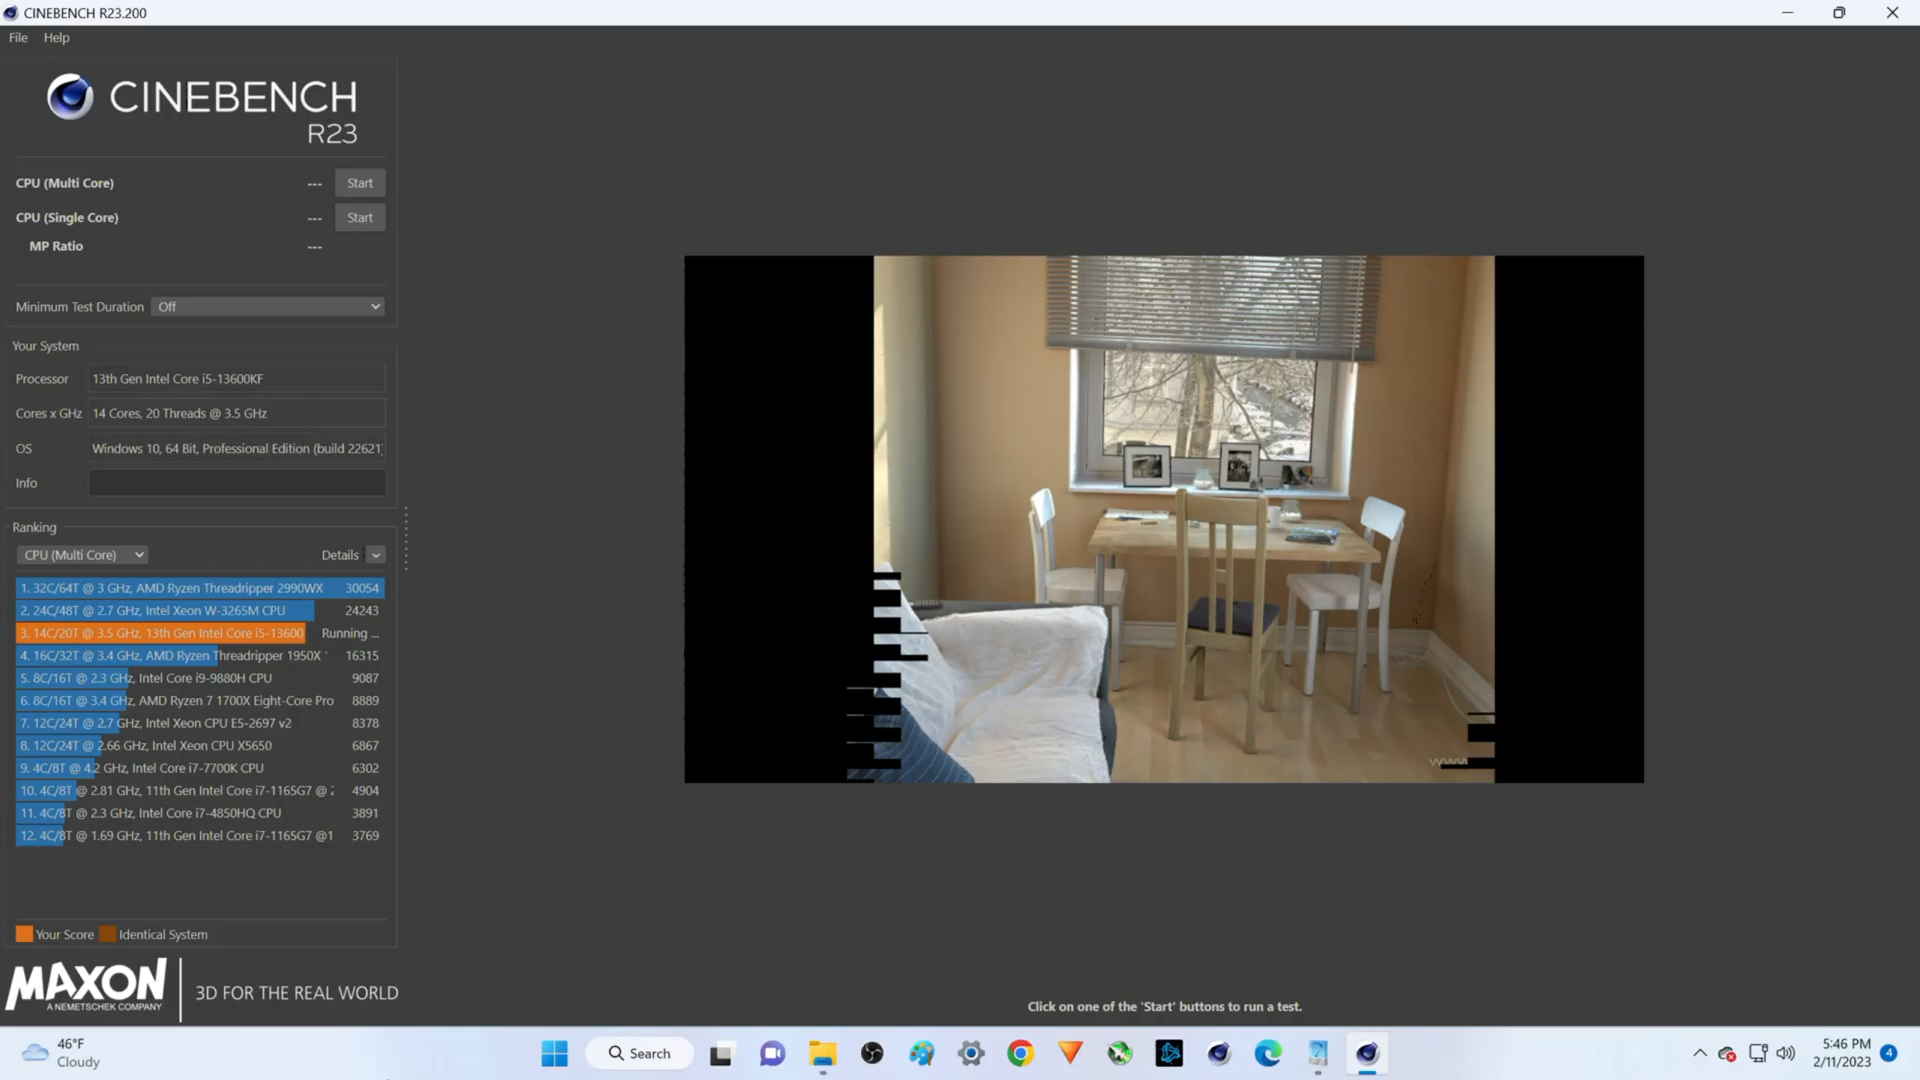 CINEBENCH R23.200
File Help
CINEBENCH
R23
CPU (Multi Core) --- Start
CPU (Single Core) --- Start
MP Ratio ---
Minimum Test Duration Off
Your System
Processor 13th Gen Intel Core i5-13600KF
Cores x GHz 14 Cores, 20 Threads @ 3.5 GHz
OS Windows 10, 64 Bit, Professional Edition (build 22621)
Info
Ranking
CPU (Multi Core) Details
1. 32C/64T @ 3 GHz, AMD Ryzen Threadripper 2990WX 30054
2. 24C/48T @ 2.7 GHz, Intel Xeon W-3265M CPU 24243
3. 14C/20T @ 3.5 GHz, 13th Gen Intel Core i5-13600 Running ...
4. 16C/32T @ 3.4 GHz, AMD Ryzen Threadripper 1950X 16315
5. 8C/16T @ 2.3 GHz, Intel Core i9-9880H CPU 9087
6. 8C/16T @ 3.4 GHz, AMD Ryzen 7 1700X Eight-Core Pro 8889
7. 12C/24T @ 2.7 GHz, Intel Xeon CPU E5-2697 v2 8378
8. 12C/24T @ 2.66 GHz, Intel Xeon CPU X5650 6867
9. 4C/8T @ 4.2 GHz, Intel Core i7-7700K CPU 6302
10. 4C/8T @ 2.81 GHz, 11th Gen Intel Core i7-1165G7 @ 2 4904
11. 4C/8T @ 2.3 GHz, Intel Core i7-4850HQ CPU 3891
12. 4C/8T @ 1.69 GHz, 11th Gen Intel Core i7-1165G7 @1 3769
Your Score Identical System
MAXON
A NEMETSCHEK COMPANY
3D FOR THE REAL WORLD
www
Click on one of the 'Start' buttons to run a test.
46°F
Cloudy
Search
5:46 PM
2/11/2023
4